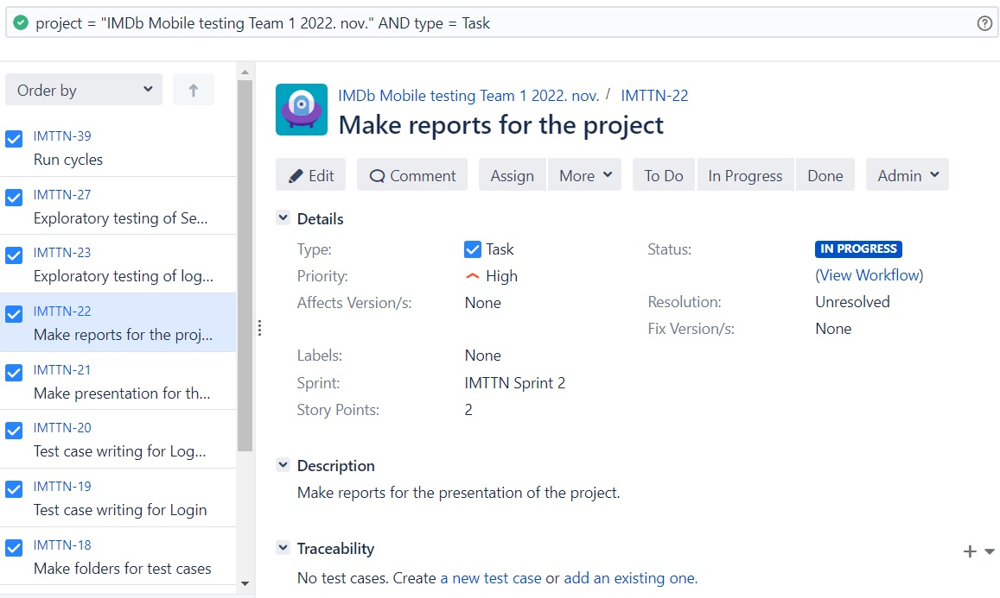 project = "IMDb Mobile testing Team 1 2022. nov." AND type = Task
Order by
IMTTN-39
Run cycles
IMTTN-27
Exploratory testing of Se...
IMTTN-23
Exploratory testing of log...
IMTTN-22
Make reports for the proj...
IMTTN-21
Make presentation for th...
IMTTN-20
Test case writing for Log...
IMTTN-19
Test case writing for Login
IMTTN-18
Make folders for test cases
IMDb Mobile testing Team 1 2022. nov. / IMTTN-22
Make reports for the project
Edit Comment Assign More To Do In Progress Done Admin
Details
Type: Task Status: IN PROGRESS
Priority: High (View Workflow)
Affects Version/s: None Resolution: Unresolved
Fix Version/s: None
Labels: None
Sprint: IMTTN Sprint 2
Story Points: 2
Description
Make reports for the presentation of the project.
Traceability
No test cases. Create a new test case or add an existing one.